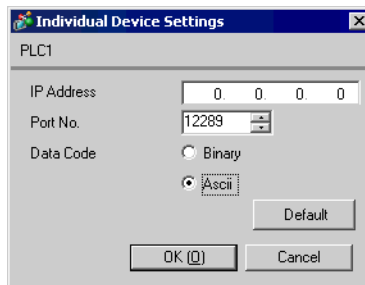 Individual Device Settings
PLC1
IP Address 0. 0. 0. 0
Port No. 12289
Data Code Binary
Ascii
Default
OK (O) Cancel